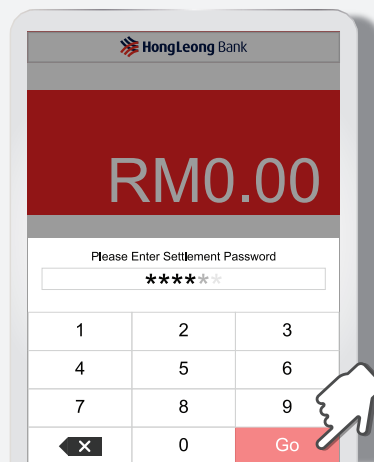 HongLeong Bank
RM0.00
Please Enter Settlement Password
******
1 2 3
4 5 6
7 8 9
0 Go